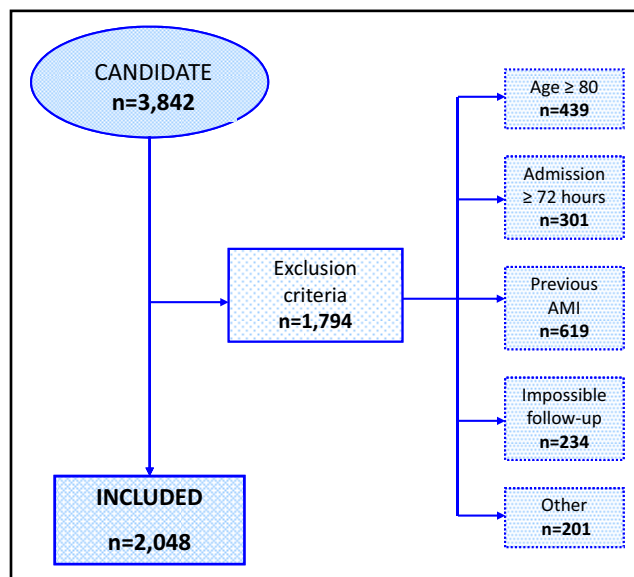 CANDIDATE
n=3,842
Age ≥ 80
n=439
Admission
≥ 72 hours
n=301
Exclusion
criteria
n=1,794
Previous
AMI
n=619
Impossible
follow-up
n=234
INCLUDED
n=2,048
Other
n=201